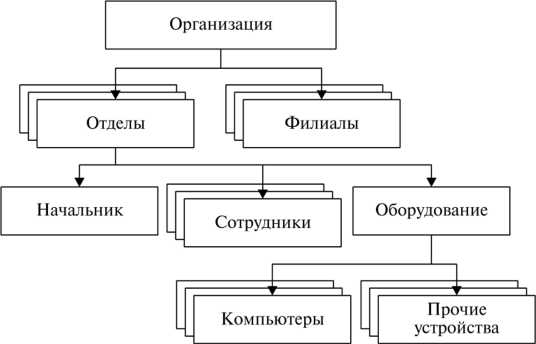 Организация
Отделы
Филиалы
Начальник
Сотрудники
Оборудование
Компьютеры
Прочие
устройства